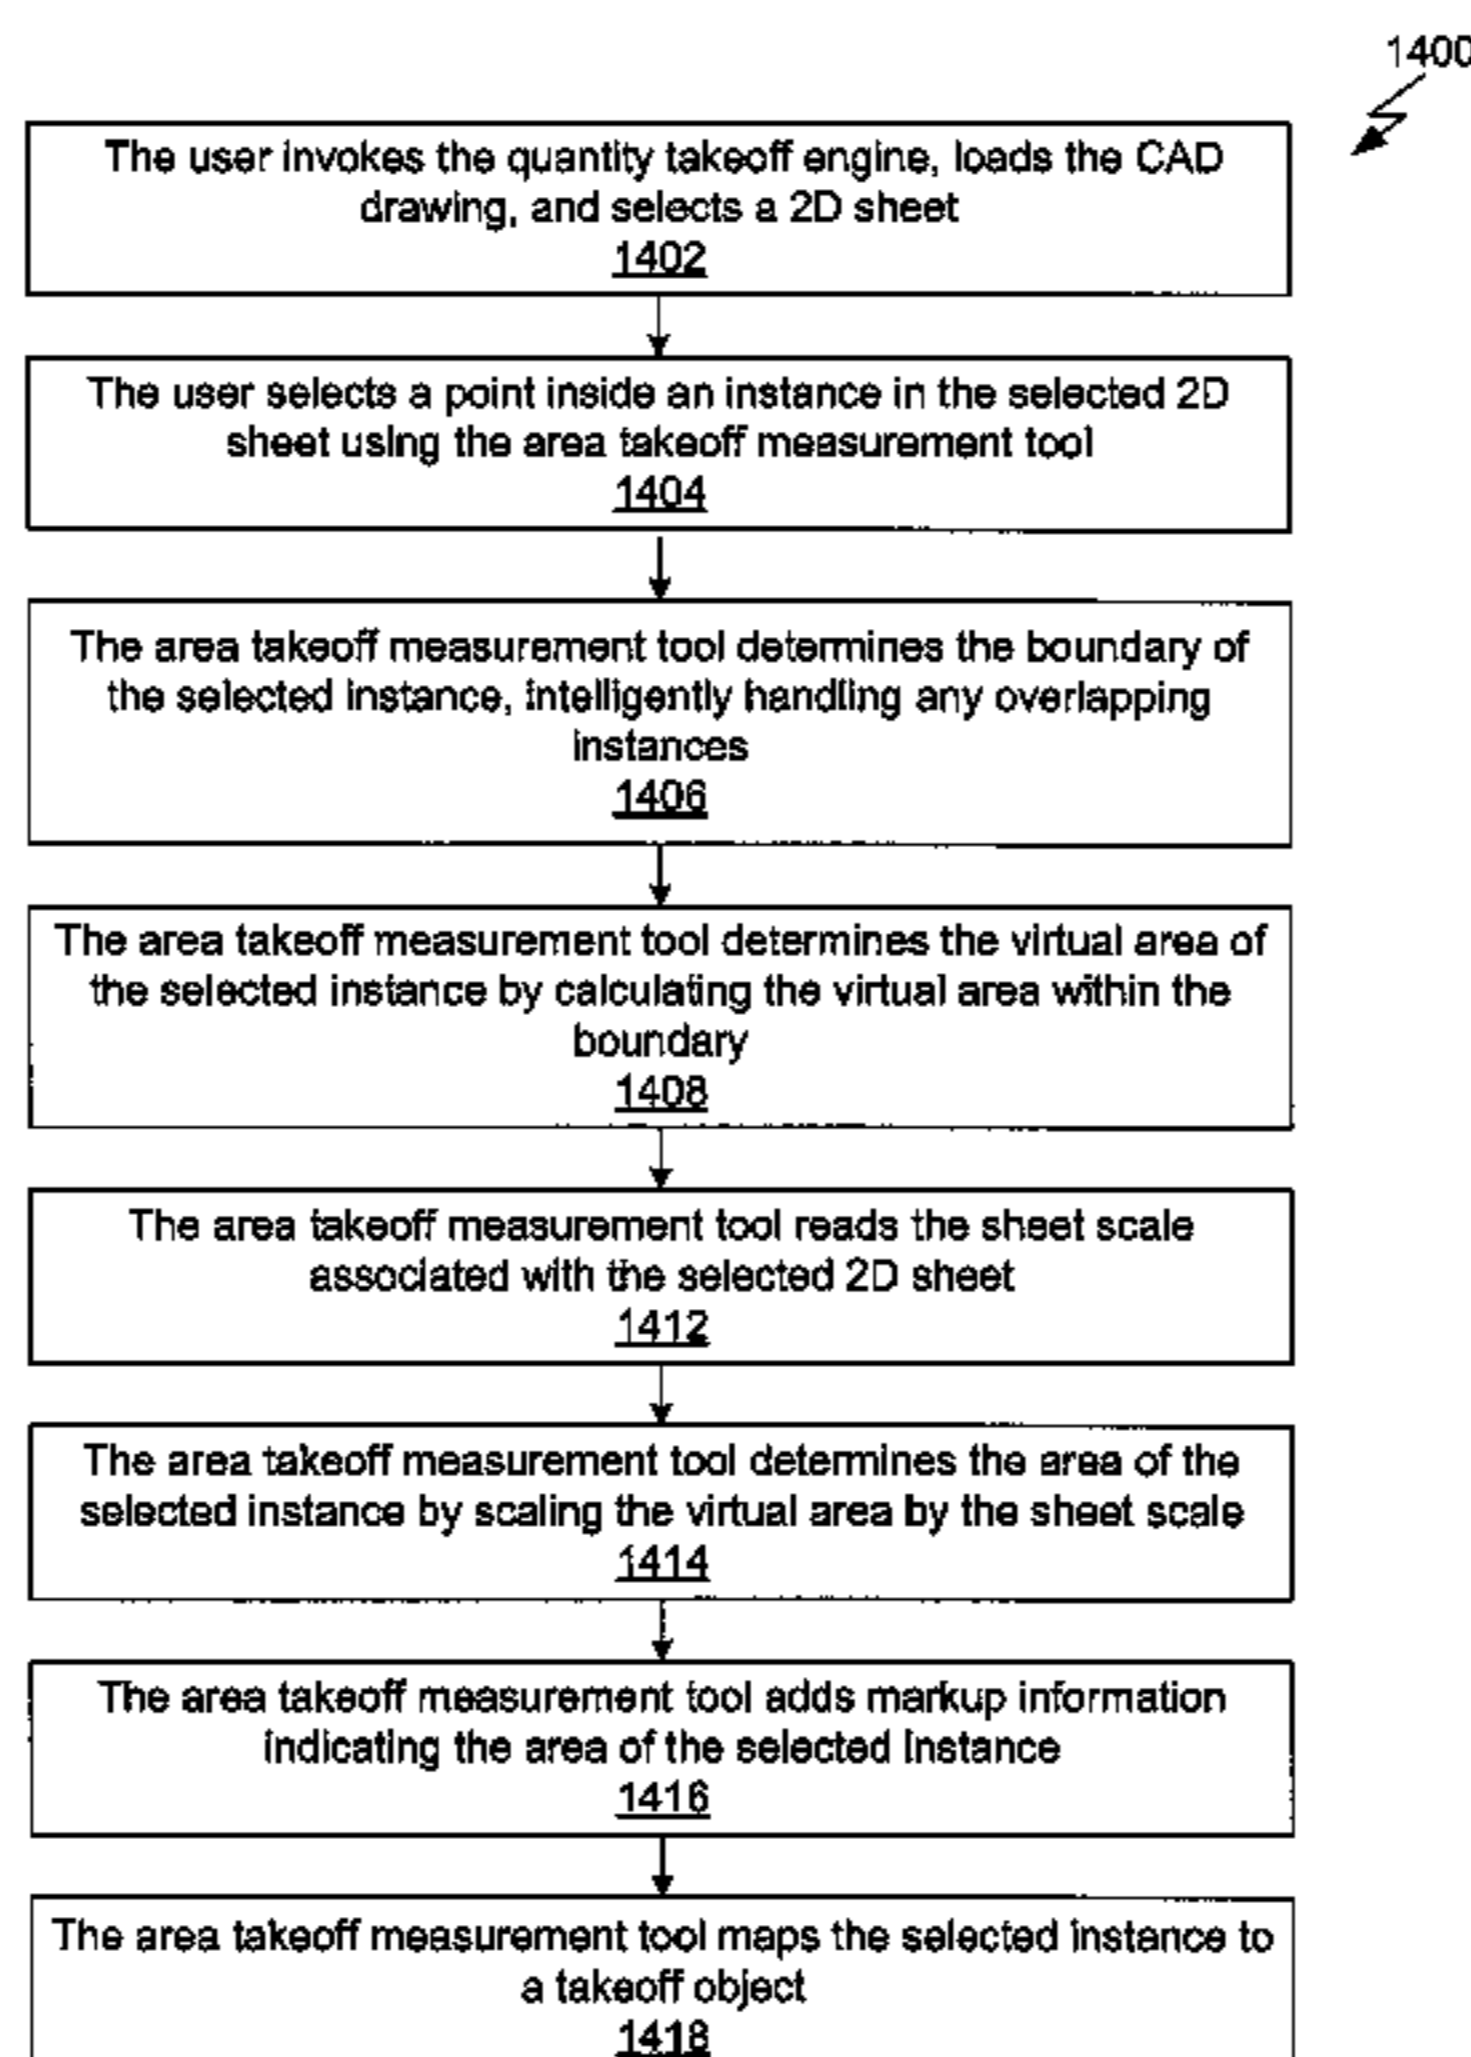 1400
The user invokes the quantity takeoff engine, loads the CAD
drawing, and selects a 2D sheet
1402
The user selects a point inside an instance in the selected 2D
sheet using the area takeoff measurement tool
1404
The area takeoff measurement tool determines the boundary of
the selected instance, intelligently handling any overlapping
instances
1406
The area takeoff measurement tool determines the virtual area of
the selected instance by calculating the virtual area within the
boundary
1408
The area takeoff measurement tool reads the sheet scale
associated with the selected 2D sheet
1412
The area takeoff measurement tool determines the area of the
selected instance by scaling the virtual area by the sheet scale
1414
The area takeoff measurement tool adds markup information
indicating the area of the selected instance
1416
The area takeoff measurement tool maps the selected instance to
a takeoff object
1418